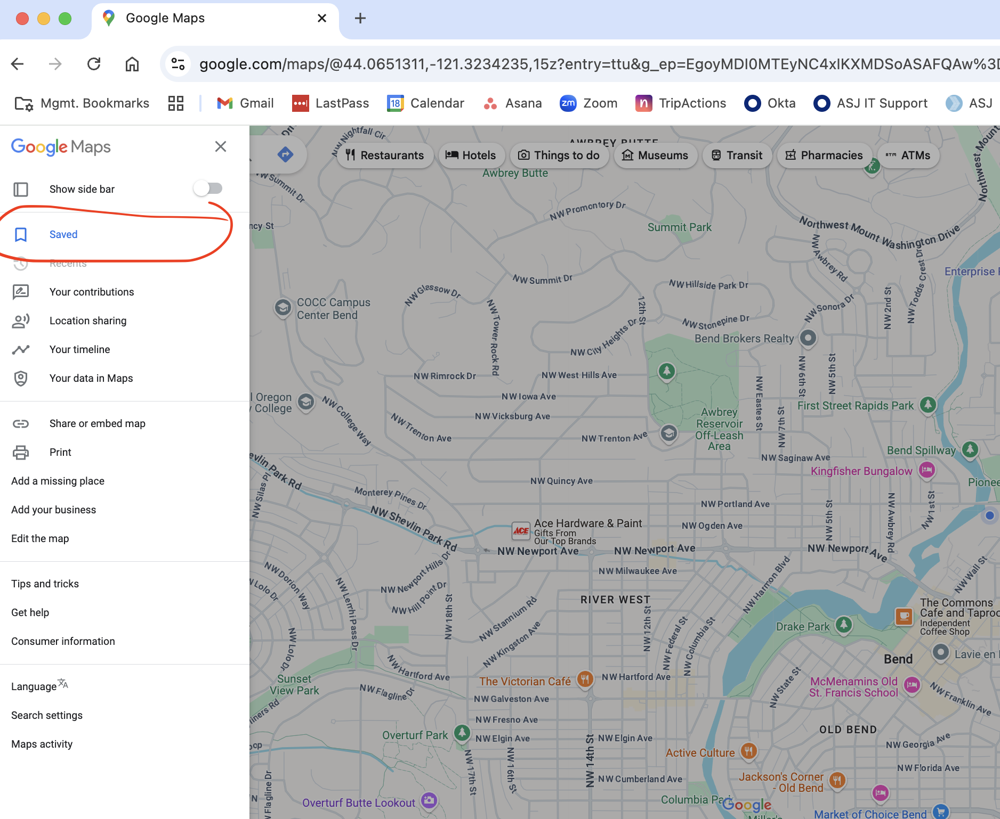 Google Maps
google.com/maps/@44.0651311,-121.3234235,15z?entry=ttu&g_ep=EgoyMDI0MTEyNC4xIKXMDSoASAFQAw%3D
Mgmt. Bookmarks
Gmail
LastPass
18
Calendar
Asana
zm
Zoom
n
TripActions
Okta
ASJ IT Support
ASJ
Google Maps
Show side bar
Saved
Recents
Your contributions
Location sharing
Your timeline
Your data in Maps
Share or embed map
Print
Add a missing place
Add your business
Edit the map
Tips and tricks
Get help
Consumer information
Language
Search settings
Maps activity
Restaurants
Hotels
Things to do
Museums
Transit
Pharmacies
ATM
ATMs
NW Nightfall Cir
AWBREY BUTTE
Awbrey Butte
NW Summit Dr
NW Promontory Dr
Summit Park
Northwest Mount Washington Drive
Northwest Mount
NW Awbrey Rd
NW Todds Crest Dr
Enterprise
NW Summit Dr
NW Hillside Park Dr
NW Glassow Dr
COCC Campus
Center Bend
NW Tower Rock Rd
12th St
NW City Heights Dr
NW Stonepine Dr
NW Sonora Dr
NW 2nd St
Bend Brokers Realty
NW Rimrock Dr
NW West Hills Ave
NW Iowa Ave
NW Vicksburg Ave
NW College Way
Oregon
College
NW Trenton Ave
NW Trenton Ave
Awbrey
Reservoir
Off-Leash
Area
NW Eastes St
NW 7th St
NW 6th St
NW 5th St
First Street Rapids Park
Bend Spillway
NW Saginaw Ave
Kingfisher Bungalow
NW Quincy Ave
Monterey Pines Dr
NW Silas Pl
NW Shevlin Park Rd
NW Portland Ave
NW Ogden Ave
NW 5th St
NW Awbrey Rd
NW 1st St
ACE
Ace Hardware & Paint
Gifts From
Our Top Brands
NW Newport Ave
NW Newport Ave
NW Newport Ave
NW Milwaukee Ave
NW Harmon Blvd
NW Wall St
NW Dorion Way
NW Lemhi Pass Dr
NW Newport Hills Dr
NW Hill Point Dr
NW 18th St
RIVER WEST
NW Stannium Rd
NW Kingston Ave
NW 12th St
NW Federal St
NW Columbia St
Drake Park
The Commons
Cafe and Taproo
Independent
Coffee Shop
Bend
Lavie en
NW Lolo Dr
NW Lolo Dr
Sunset
View Park
NW Hartford Ave
NW Flagline Dr
The Victorian Café
NW Hartford Ave
NW Galveston Ave
NW State St
McMenamins Old
St. Francis School
NW Franklin Ave
NW Fresno Ave
Overturf Park
NW Elgin Ave
NW Elgin Ave
OLD BEND
NW Georgia Ave
NW 17th St
NW 16th St
NW 14th St
Active Culture
NW Florida Ave
NW Cumberland Ave
Jackson's Corner
- Old Bend
Overturf Butte Lookout
Columbia Park
Google
Miller's
Market of Choice Bend